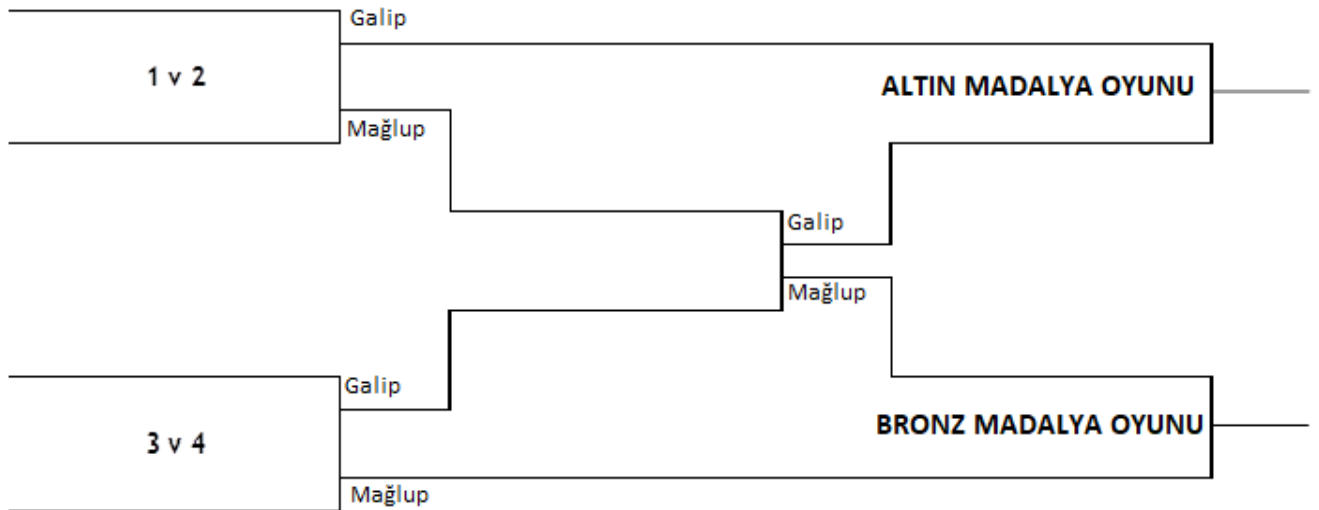 Galip
1 v 2
ALTIN MADALYA OYUNU
Mağlup
Galip
Mağlup
Galip
BRONZ MADALYA OYUNU
3 v 4
Mağlup